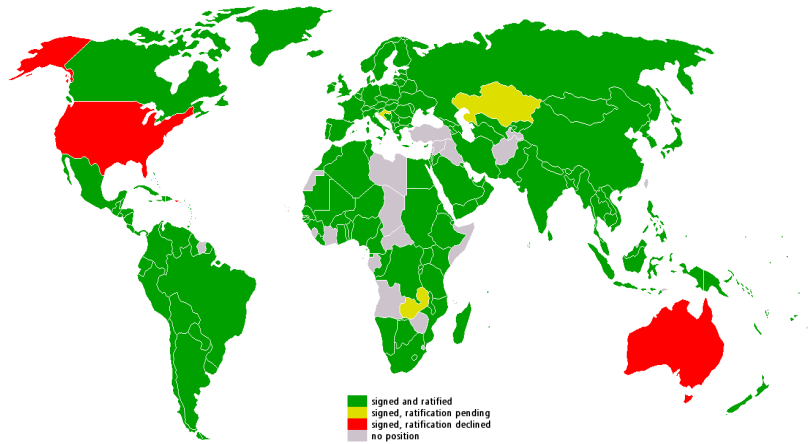 signed and ratified
signed, ratification pending
signed, ratification declined
no position